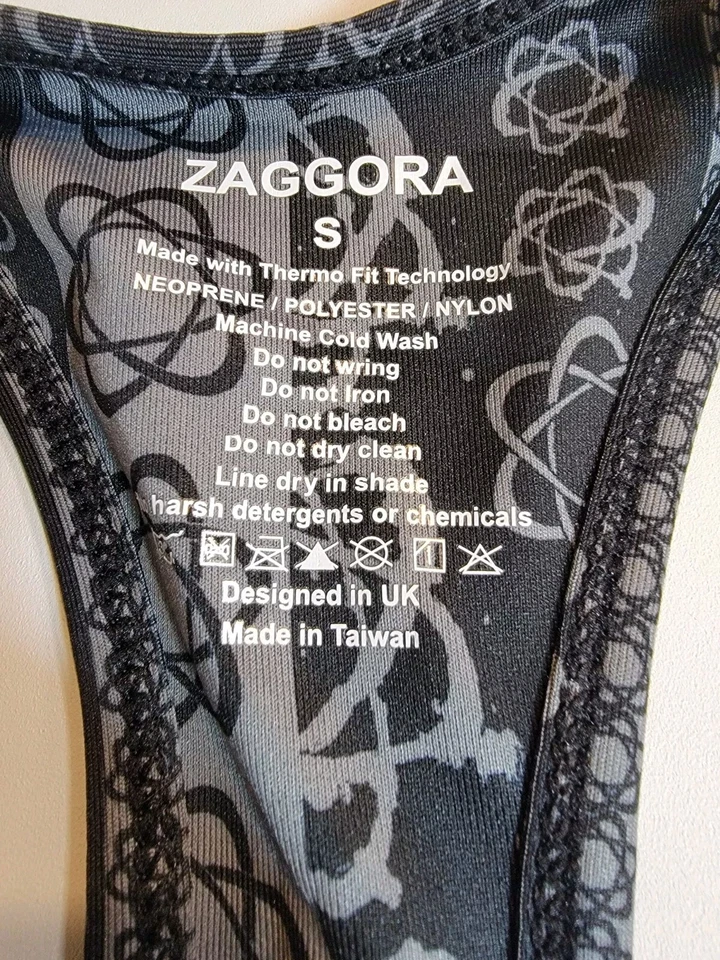 ZAGGORA
S
Made with Thermo Fit Technology
NEOPRENE / POLYESTER / NYLON
Machine Cold Wash
Do not wring
Do not Iron
Do not bleach
Do not dry clean
Line dry in shade
harsh detergents or chemicals
Designed in UK
Made in Taiwan